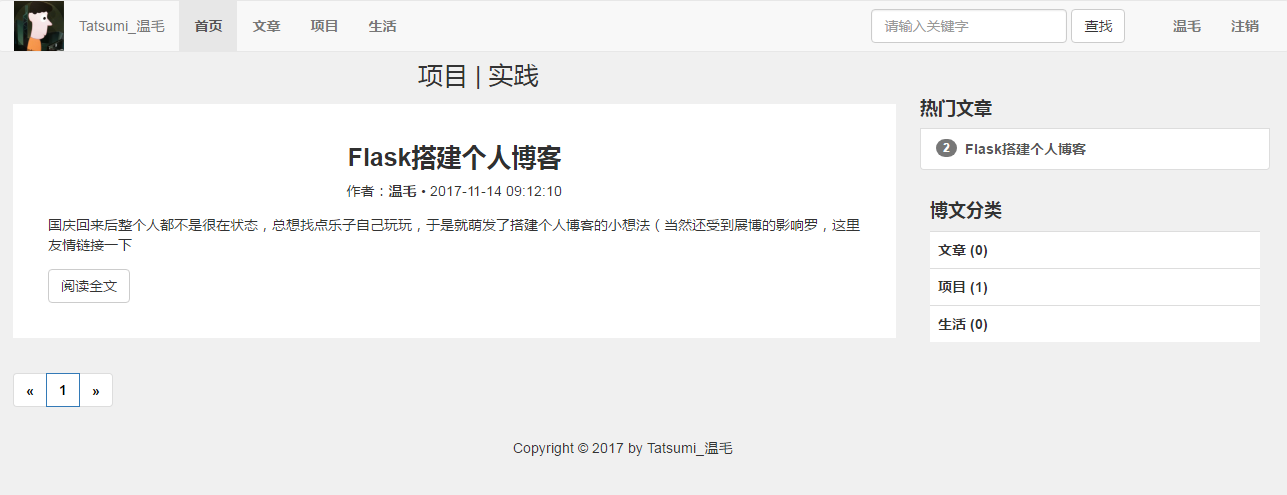 Tatsumi_温毛 首页 文章 项目 生活 请输入关键字 查找 温毛 注销
项目 | 实践
Flask搭建个人博客
作者：温毛 • 2017-11-14 09:12:10
国庆回来后整个人都不是很在状态，总想找点乐子自己玩玩，于是就萌发了搭建个人博客的小想法（当然还受到展博的影响罗，这里
友情链接一下
阅读全文
« 1 »
热门文章
2 Flask搭建个人博客
博文分类
文章 (0)
项目 (1)
生活 (0)
Copyright © 2017 by Tatsumi_温毛